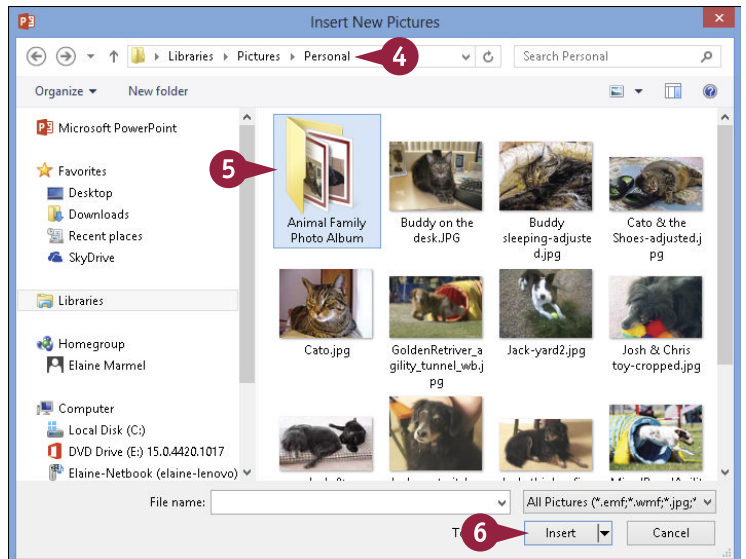 Insert New Pictures
Libraries Pictures Personal
4
Search Personal
Organize
New folder
Microsoft PowerPoint
Favorites
Desktop
Downloads
Recent places
SkyDrive
Libraries
Homegroup
Elaine Marmel
Computer
Local Disk (C:)
DVD Drive (E:) 15.0.4420.1017
Elaine-Netbook (elaine-lenovo)
5
Animal Family
Photo Album
Buddy on the
desk.JPG
Buddy
sleeping-adjuste
d.jpg
Cato & the
Shoes-adjusted.j
pg
Cato.jpg
GoldenRetriver_a
gility_tunnel_wb.j
pg
Jack-yard2.jpg
Josh & Chris
toy-cropped.jpg
File name:
All Pictures (*.emf;*.wmf;*.jpg;*
6
Insert
Cancel